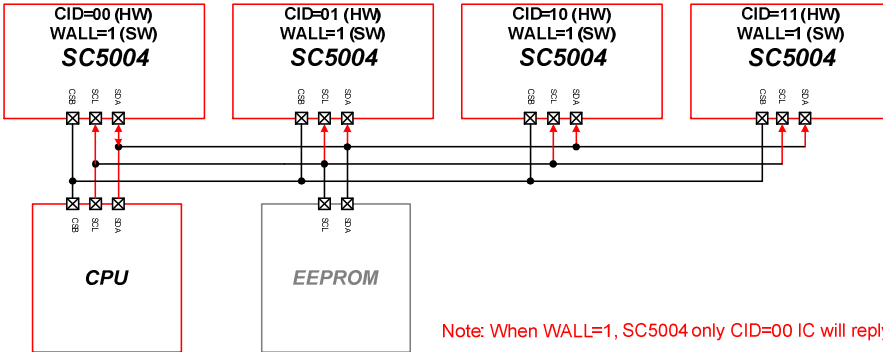 CID=00 (HW)
WALL=1 (SW)
SC5004
CSB
SCL
SDA
CID=01 (HW)
WALL=1 (SW)
SC5004
CSB
SCL
SDA
CID=10 (HW)
WALL=1 (SW)
SC5004
CSB
SCL
SDA
CID=11 (HW)
WALL=1 (SW)
SC5004
CSB
SCL
SDA
CSB
SCL
SDA
CPU
SCL
SDA
EEPROM
Note: When WALL=1, SC5004 only CID=00 IC will reply